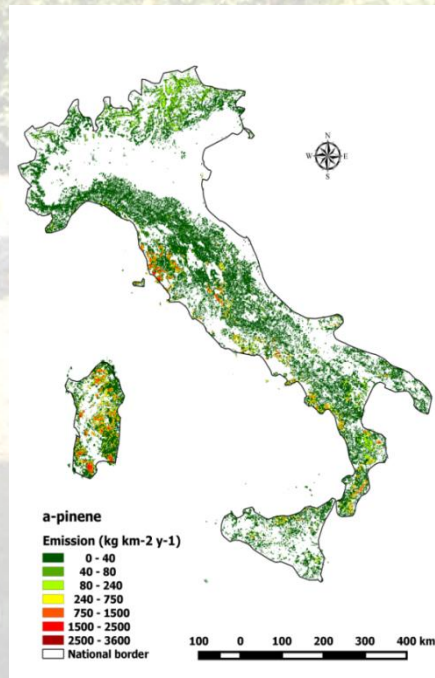 N
W E
S
a-pinene
Emission (kg km-2 y-1)
0 - 40
40 - 80
80 - 240
240 - 750
750 - 1500
1500 - 2500
2500 - 3600
National border
100 0 100 200 300 400 km